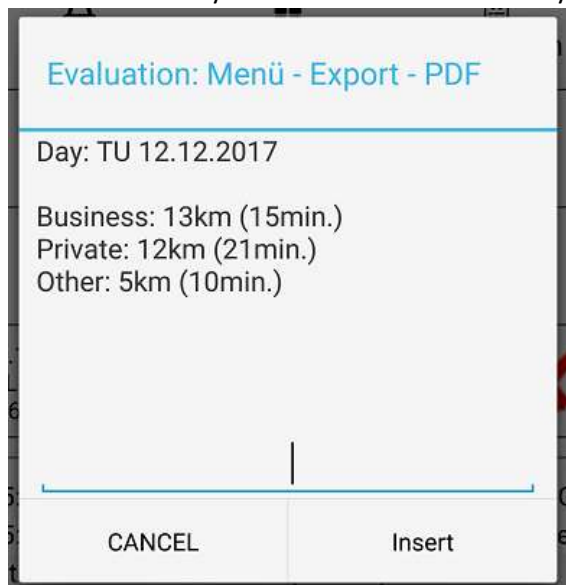 Evaluation: Menü - Export - PDF
Day: TU 12.12.2017
Business: 13km (15min.)
Private: 12km (21min.)
Other: 5km (10min.)
CANCEL
Insert